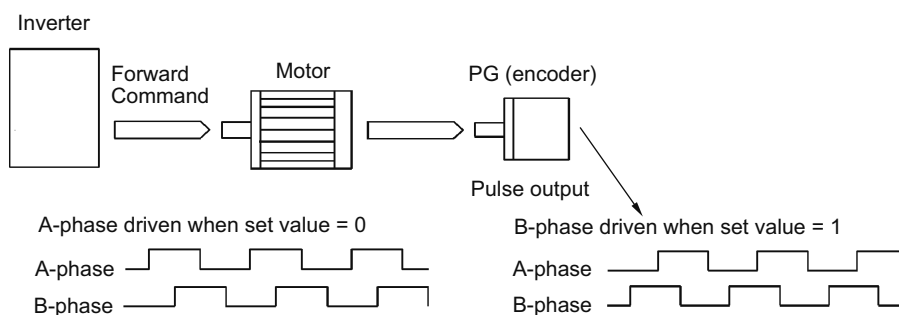 Inverter
Forward
Command
Motor
PG (encoder)
Pulse output
A-phase driven when set value = 0
A-phase
B-phase
B-phase driven when set value = 1
A-phase
B-phase